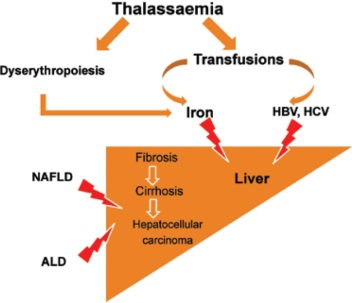 Thalassaemia
Dyserythropoiesis
Transfusions
Iron
HBV, HCV
Fibrosis
Liver
NAFLD
Cirrhosis
Hepatocellular
carcinoma
ALD